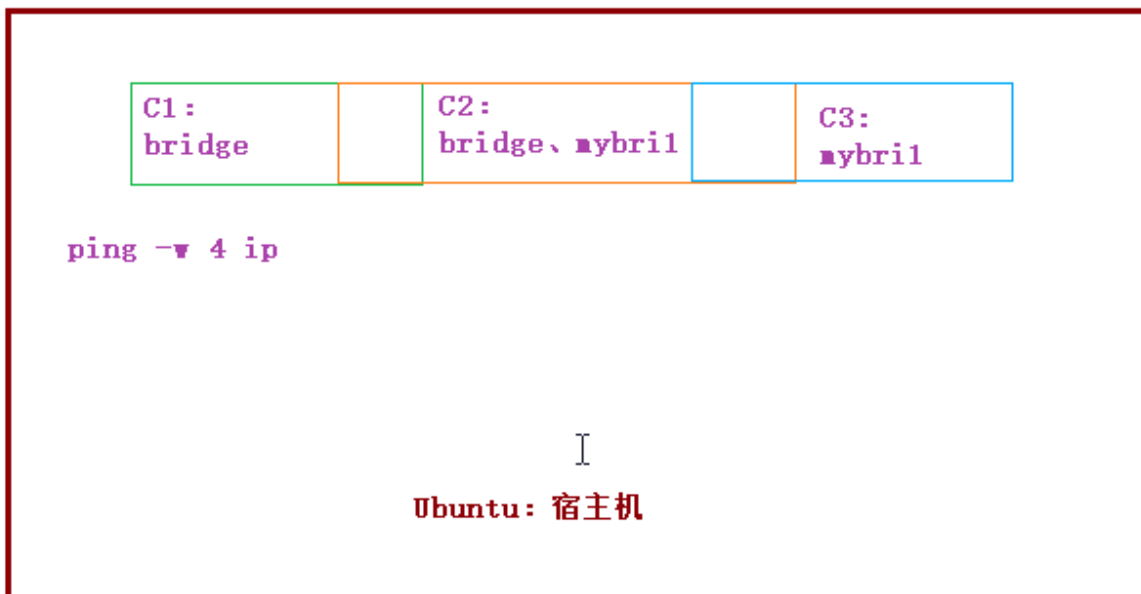 C1:
bridge
C2:
bridge、mybri1
C3:
mybri1
ping -w 4 ip
Ubuntu: 宿主机